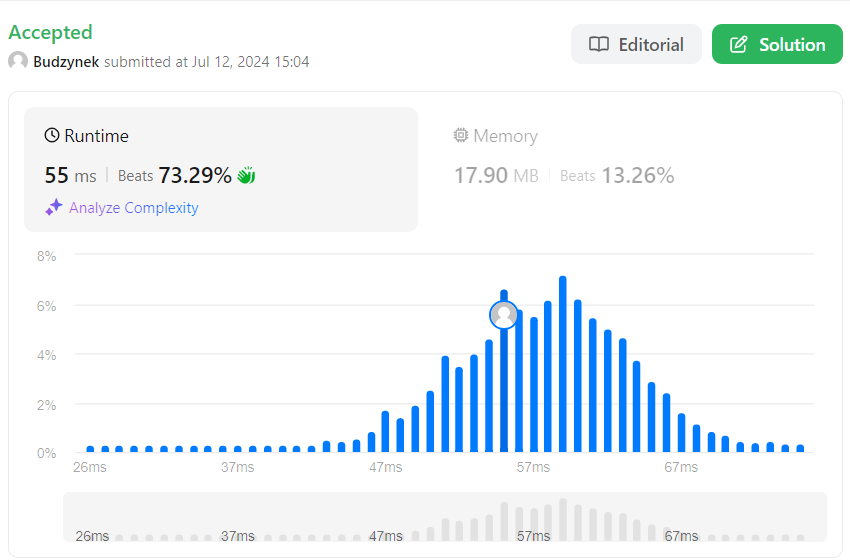 Accepted
Budzynek submitted at Jul 12, 2024 15:04
Editorial
Solution
Runtime
55 ms
Beats 73.29%
Analyze Complexity
Memory
17.90 MB
Beats 13.26%
8%
6%
4%
2%
0%
26ms 37ms 47ms 57ms 67ms
26ms 37ms 47ms 57ms 67ms